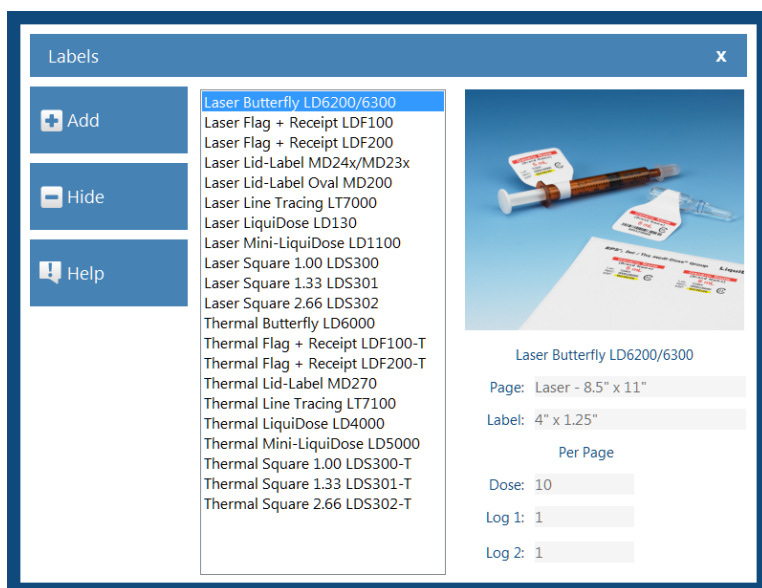 Labels
x
Add
Hide
Help
Laser Butterfly LD6200/6300
Laser Flag + Receipt LDF100
Laser Flag + Receipt LDF200
Laser Lid-Label MD24x/MD23x
Laser Lid-Label Oval MD200
Laser Line Tracing LT7000
Laser LiquiDose LD130
Laser Mini-LiquiDose LD1100
Laser Square 1.00 LDS300
Laser Square 1.33 LDS301
Laser Square 2.66 LDS302
Thermal Butterfly LD6000
Thermal Flag + Receipt LDF100-T
Thermal Flag + Receipt LDF200-T
Thermal Lid-Label MD270
Thermal Line Tracing LT7100
Thermal LiquiDose LD4000
Thermal Mini-LiquiDose LD5000
Thermal Square 1.00 LDS300-T
Thermal Square 1.33 LDS301-T
Thermal Square 2.66 LDS302-T
Laser Butterfly LD6200/6300
Page: Laser - 8.5" x 11"
Label: 4" x 1.25"
Per Page
Dose: 10
Log 1: 1
Log 2: 1